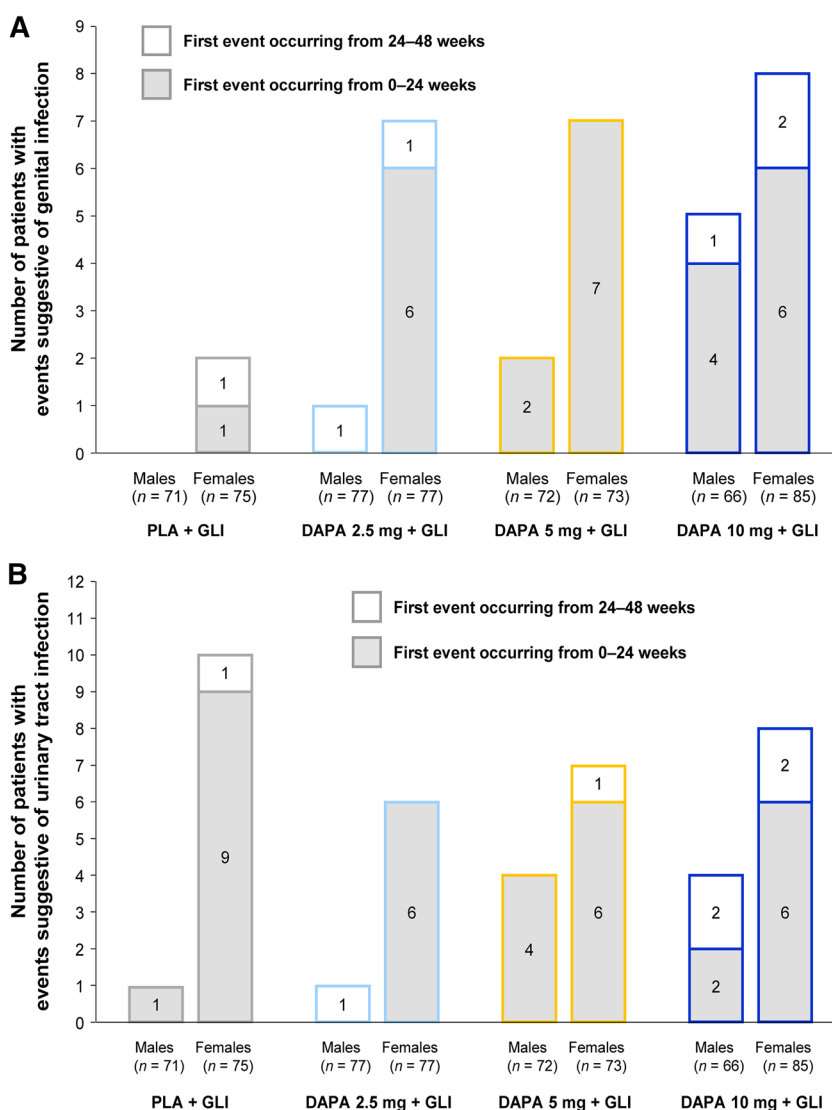 A
Number of patients with
events suggestive of genital infection
9
8
7
6
5
4
3
2
1
0
First event occurring from 24–48 weeks
First event occurring from 0–24 weeks
1
1
1
1
6
2
7
1
4
2
6
Males Females Males Females Males Females Males Females
(n = 71) (n = 75) (n = 77) (n = 77) (n = 72) (n = 73) (n = 66) (n = 85)
PLA + GLI DAPA 2.5 mg + GLI DAPA 5 mg + GLI DAPA 10 mg + GLI
B
Number of patients with
events suggestive of urinary tract infection
12
11
10
9
8
7
6
5
4
3
2
1
0
First event occurring from 24–48 weeks
First event occurring from 0–24 weeks
1
1
9
1
6
4
1
6
2
2
2
6
Males Females Males Females Males Females Males Females
(n = 71) (n = 75) (n = 77) (n = 77) (n = 72) (n = 73) (n = 66) (n = 85)
PLA + GLI DAPA 2.5 mg + GLI DAPA 5 mg + GLI DAPA 10 mg + GLI